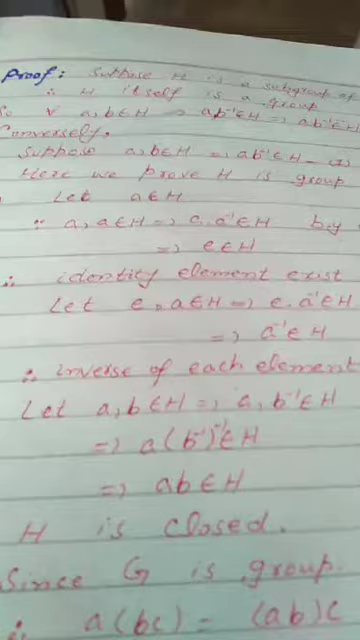 Proof: Suppose H is a subgroup of
∴ H itself is a group
So ∀ a,b∈H ⇒ ab⁻¹∈H ⇒ ab⁻¹∈H
Conversely.
Suppose a,b∈H ⇒ ab⁻¹∈H
Here we prove H is group
Let a∈H
∵ a,a∈H ⇒ a.a⁻¹∈H by
⇒ e∈H
∴ identity element exist
Let e,a∈H ⇒ e.a⁻¹∈H
⇒ a⁻¹∈H
∴ inverse of each element
Let a,b∈H ⇒ a,b⁻¹∈H
⇒ a(b⁻¹)⁻¹∈H
⇒ ab∈H
H is closed.
Since G is group.
∴ a(bc) = (ab)c